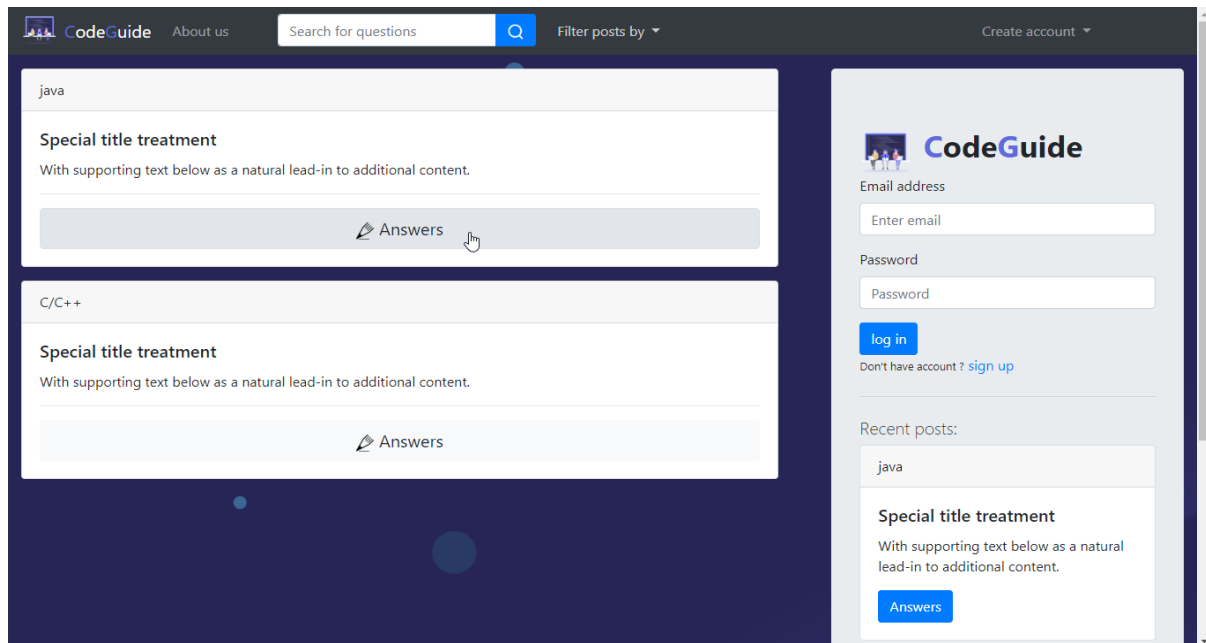 CodeGuide About us Search for questions Filter posts by Create account
java
Special title treatment
With supporting text below as a natural lead-in to additional content.
Answers
C/C++
Special title treatment
With supporting text below as a natural lead-in to additional content.
Answers
CodeGuide
Email address
Enter email
Password
Password
log in
Don't have account ? sign up
Recent posts:
java
Special title treatment
With supporting text below as a natural
lead-in to additional content.
Answers